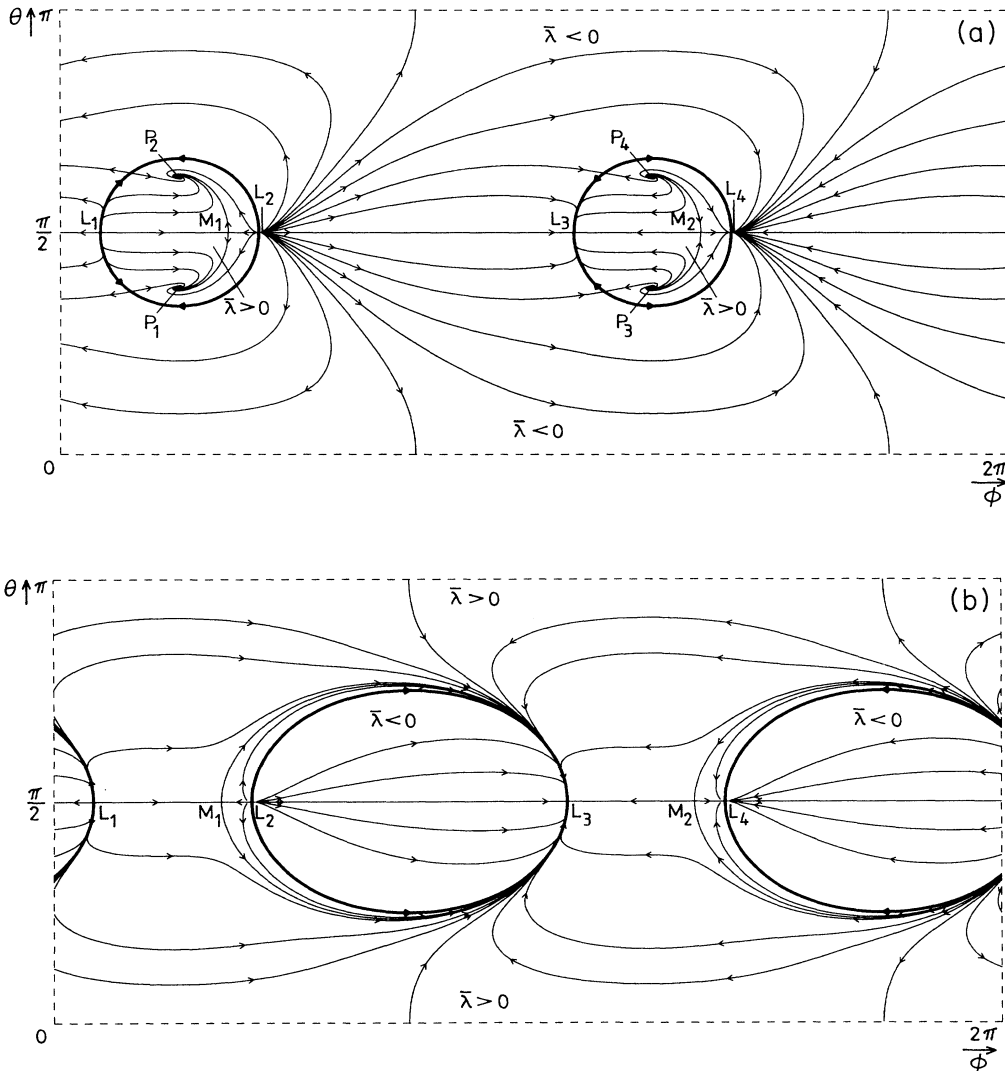 θ↑π
λ̄ < 0
(a)
P₂
P₄
L₁
M₁
L₂
L₃
M₂
L₄
π/2
P₁
λ̄ > 0
P₃
λ̄ > 0
λ̄ < 0
0
2π
ϕ
θ↑π
λ̄ > 0
(b)
λ̄ < 0
λ̄ < 0
π/2
L₁
M₁
L₂
L₃
M₂
L₄
λ̄ > 0
0
2π
ϕ